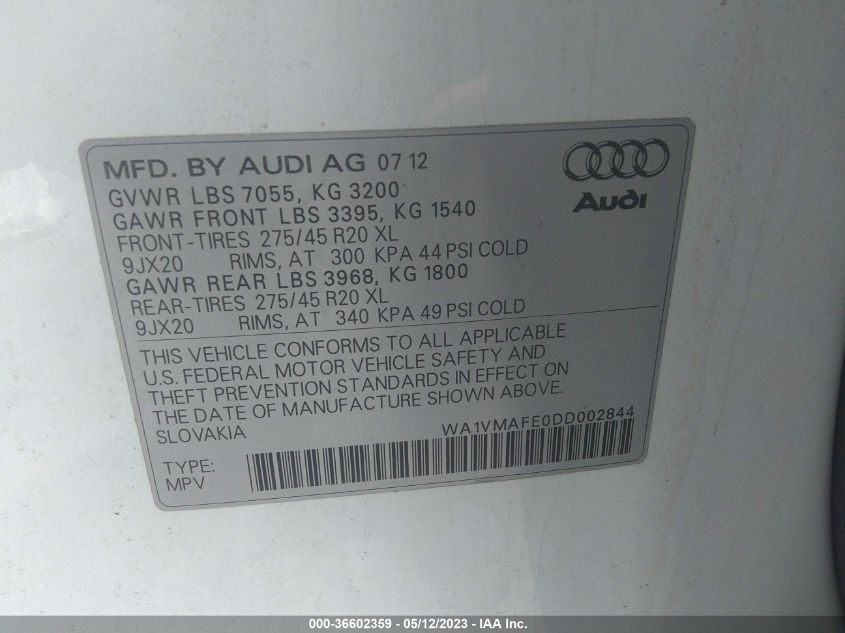 MFD. BY AUDI AG 07 12
GVWR LBS 7055, KG 3200
GAWR FRONT LBS 3395, KG 1540
FRONT-TIRES 275/45 R20 XL
9JX20 RIMS, AT 300 KPA 44 PSI COLD
GAWR REAR LBS 3968, KG 1800
REAR-TIRES 275/45 R20 XL
9JX20 RIMS, AT 340 KPA 49 PSI COLD
Audi
THIS VEHICLE CONFORMS TO ALL APPLICABLE
U.S. FEDERAL MOTOR VEHICLE SAFETY AND
THEFT PREVENTION STANDARDS IN EFFECT ON
THE DATE OF MANUFACTURE SHOWN ABOVE.
SLOVAKIA WA1VMAFE0DD002844
TYPE:
MPV
000-36602359 - 05/12/2023 - IAA Inc.